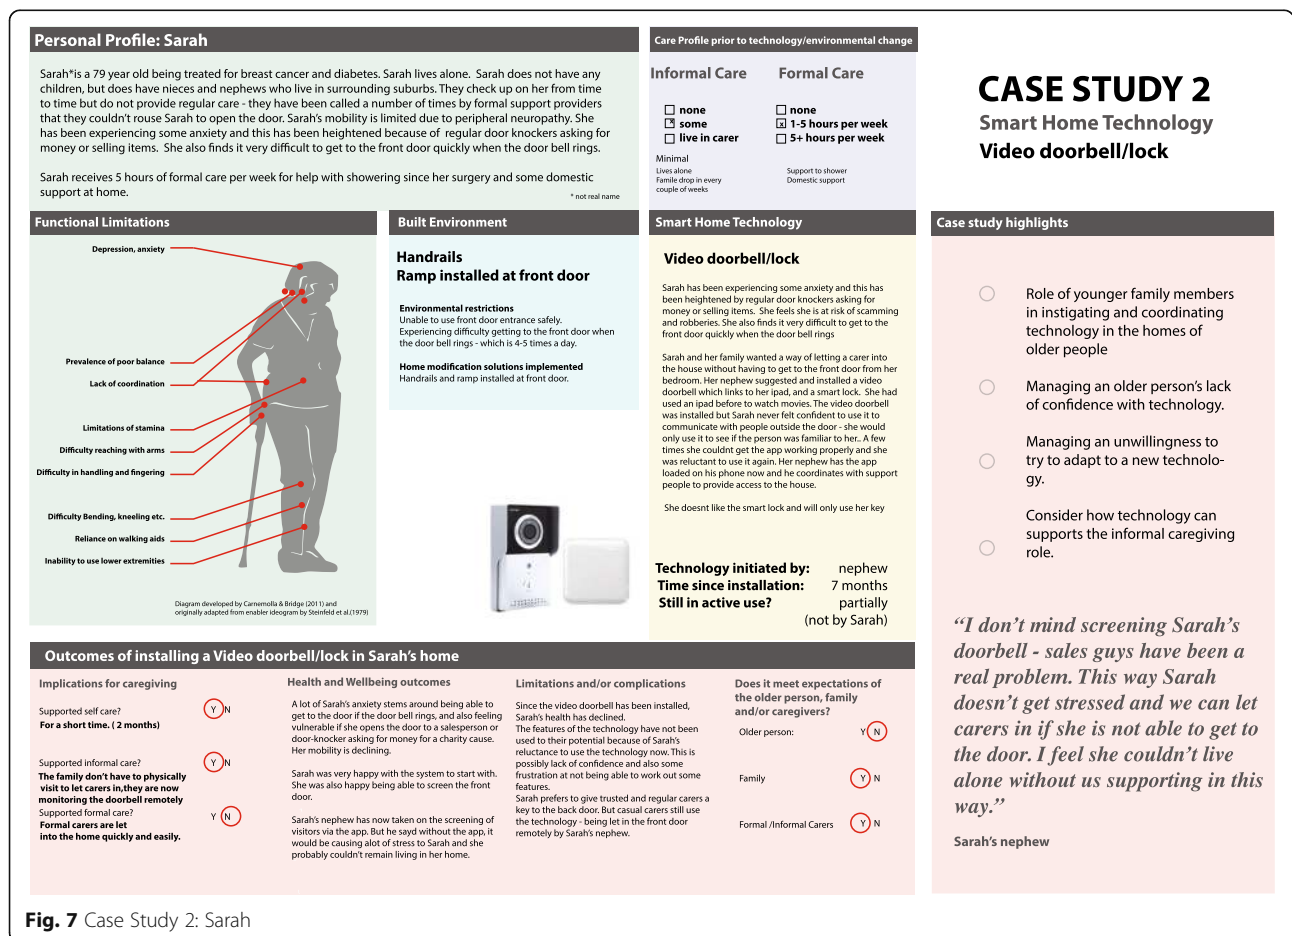 Personal Profile: Sarah
Sarah*is a 79 year old being treated for breast cancer and diabetes. Sarah lives alone.  Sarah does not have any
children, but does have nieces and nephews who live in surrounding suburbs. They check up on her from time
to time but do not provide regular care - they have been called a number of times by formal support providers
that they couldn't rouse Sarah to open the door. Sarah's mobility is limited due to peripheral neuropathy. She
has been experiencing some anxiety and this has been heightened because of  regular door knockers asking for
money or selling items.  She also finds it very difficult to get to the front door quickly when the door bell rings.
Sarah receives 5 hours of formal care per week for help with showering since her surgery and some domestic
support at home.
* not real name
Care Profile prior to technology/environmental change
Informal Care
none
x some
live in carer
Minimal
Lives alone
Famile drop in every
couple of weeks
Formal Care
none
x 1-5 hours per week
5+ hours per week
Support to shower
Domestic support
CASE STUDY 2
Smart Home Technology
Video doorbell/lock
Functional Limitations
Depression, anxiety
Prevalence of poor balance
Lack of coordination
Limitations of stamina
Difficulty reaching with arms
Difficulty in handling and fingering
Difficulty Bending, kneeling etc.
Reliance on walking aids
Inability to use lower extremities
Diagram developed by Carnemolla & Bridge (2011) and
originally adapted from enabler ideogram by Steinfeld et al.(1979)
Built Environment
Handrails
Ramp installed at front door
Environmental restrictions
Unable to use front door entrance safely.
Experiencing difficulty getting to the front door when
the door bell rings - which is 4-5 times a day.
Home modification solutions implemented
Handrails and ramp installed at front door.
Smart Home Technology
Video doorbell/lock
Sarah has been experiencing some anxiety and this has
been heightened by regular door knockers asking for
money or selling items.  She feels she is at risk of scamming
and robberies. She also finds it very difficult to get to the
front door quickly when the door bell rings
Sarah and her family wanted a way of letting a carer into
the house without having to get to the front door from her
bedroom. Her nephew suggested and installed a video
doorbell which links to her ipad, and a smart lock.  She had
used an ipad before to watch movies. The video doorbell
was installed but Sarah never felt confident to use it to
communicate with people outside the door - she would
only use it to see if the person was familiar to her.. A few
times she couldnt get the app working properly and she
was reluctant to use it again. Her nephew has the app
loaded on his phone now and he coordinates with support
people to provide access to the house.
She doesnt like the smart lock and will only use her key
Technology initiated by: nephew
Time since installation: 7 months
Still in active use? partially
(not by Sarah)
Case study highlights
Role of younger family members
in instigating and coordinating
technology in the homes of
older people
Managing an older person's lack
of confidence with technology.
Managing an unwillingness to
try to adapt to a new technolo-
gy.
Consider how technology can
supports the informal caregiving
role.
"I don't mind screening Sarah's
doorbell - sales guys have been a
real problem. This way Sarah
doesn't get stressed and we can let
carers in if she is not able to get to
the door. I feel she couldn't live
alone without us supporting in this
way."
Sarah's nephew
Outcomes of installing a Video doorbell/lock in Sarah's home
Implications for caregiving
Supported self care? Y N
For a short time. ( 2 months)
Supported informal care? Y N
The family don't have to physically
visit to let carers in,they are now
monitoring the doorbell remotely
Supported formal care? Y N
Formal carers are let
into the home quickly and easily.
Health and Wellbeing outcomes
A lot of Sarah's anxiety stems around being able to
get to the door if the door bell rings, and also feeling
vulnerable if she opens the door to a salesperson or
door-knocker asking for money for a charity cause.
Her mobility is declining.
Sarah was very happy with the system to start with.
She was also happy being able to screen the front
door.
Sarah's nephew has now taken on the screening of
visitors via the app. But he sayd without the app, it
would be causing alot of stress to Sarah and she
probably couldn't remain living in her home.
Limitations and/or complications
Since the video doorbell has been installed,
Sarah's health has declined.
The features of the technology have not been
used to their potential because of Sarah's
reluctance to use the technology now. This is
possibly lack of confidence and also some
frustration at not being able to work out some
features.
Sarah prefers to give trusted and regular carers a
key to the back door. But casual carers still use
the technology - being let in the front door
remotely by Sarah's nephew.
Does it meet expectations of
the older person, family
and/or caregivers?
Older person: Y N
Family Y N
Formal /Informal Carers Y N
Fig. 7 Case Study 2: Sarah